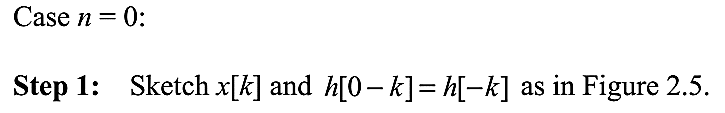 Case n = 0:
Step 1: Sketch x[k] and h[0 – k] = h[–k] as in Figure 2.5.